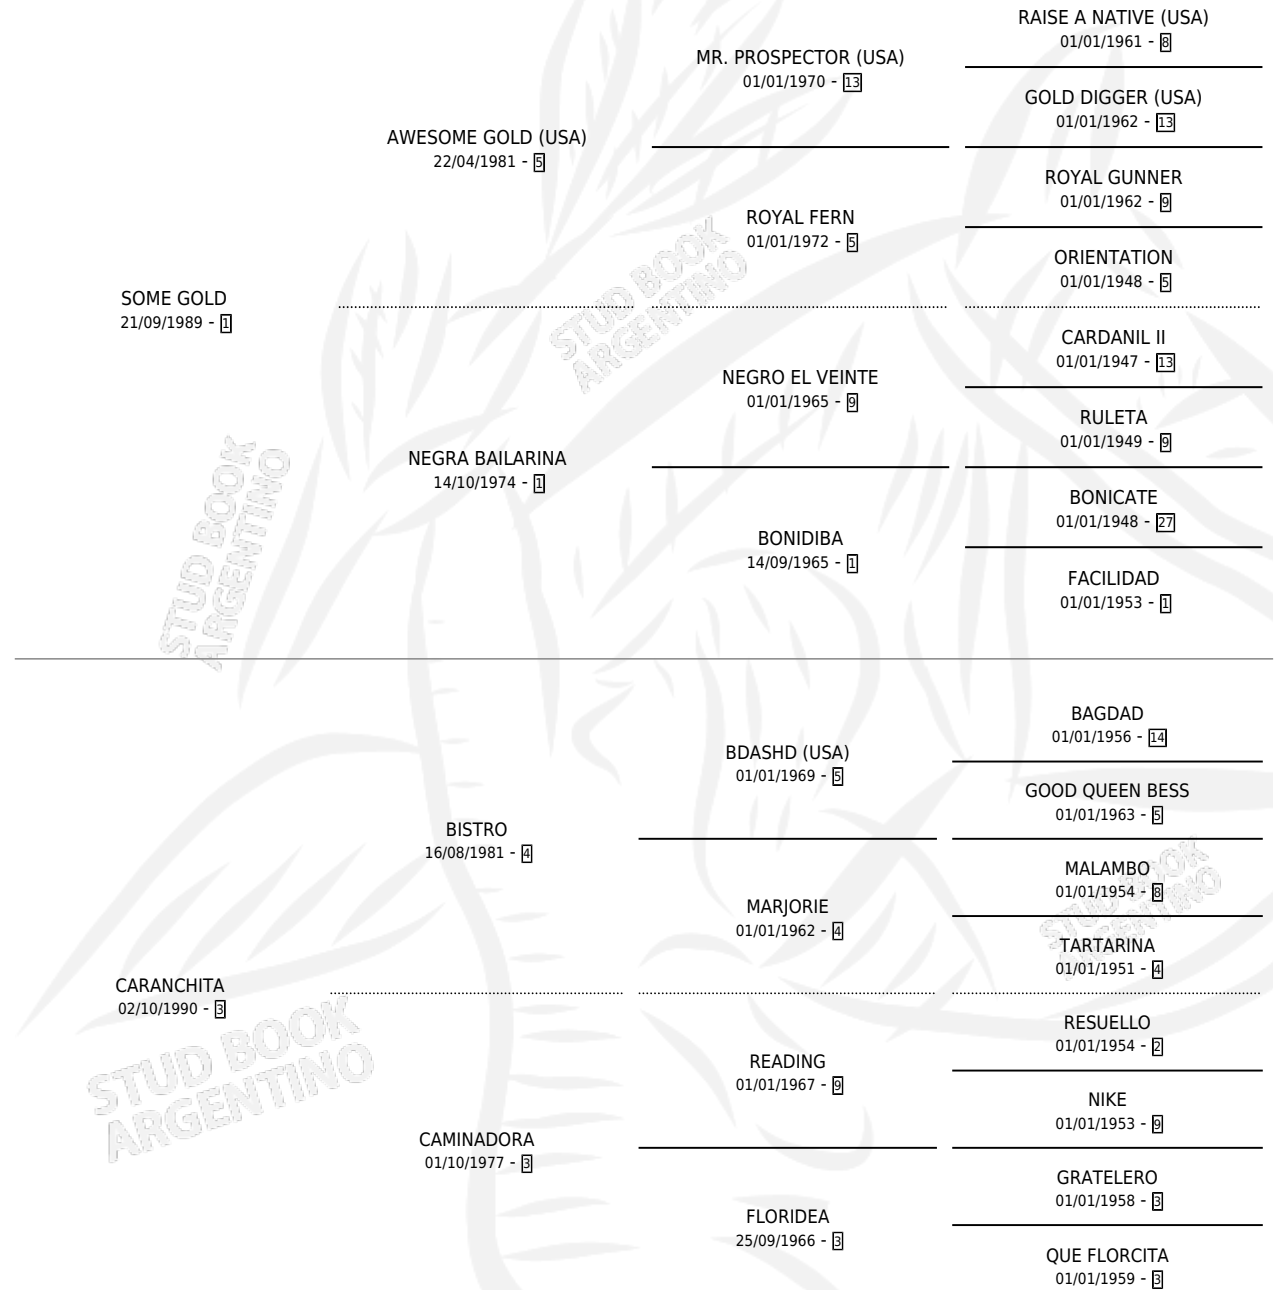 RAISE A NATIVE (USA)
01/01/1961 - 8
MR. PROSPECTOR (USA)
01/01/1970 - 13
GOLD DIGGER (USA)
01/01/1962 - 13
AWESOME GOLD (USA)
22/04/1981 - 5
ROYAL GUNNER
01/01/1962 - 9
ROYAL FERN
01/01/1972 - 5
ORIENTATION
01/01/1948 - 5
SOME GOLD
21/09/1989 - 1
CARDANIL II
01/01/1947 - 13
NEGRO EL VEINTE
01/01/1965 - 9
RULETA
01/01/1949 - 9
NEGRA BAILARINA
14/10/1974 - 1
BONICATE
01/01/1948 - 27
BONIDIBA
14/09/1965 - 1
FACILIDAD
01/01/1953 - 1
BAGDAD
01/01/1956 - 14
BDASHD (USA)
01/01/1969 - 5
GOOD QUEEN BESS
01/01/1963 - 5
BISTRO
16/08/1981 - 4
MALAMBO
01/01/1954 - 8
MARJORIE
01/01/1962 - 4
TARTARINA
01/01/1951 - 4
CARANCHITA
02/10/1990 - 3
RESUELLO
01/01/1954 - 2
READING
01/01/1967 - 9
NIKE
01/01/1953 - 9
CAMINADORA
01/10/1977 - 3
GRATELERO
01/01/1958 - 3
FLORIDEA
25/09/1966 - 3
QUE FLORCITA
01/01/1959 - 3
STUD BOOK
ARGENTINO
STUD BOOK
ARGENTINO
STUD BOOK
ARGENTINO
STUD BOOK
ARGENTINO